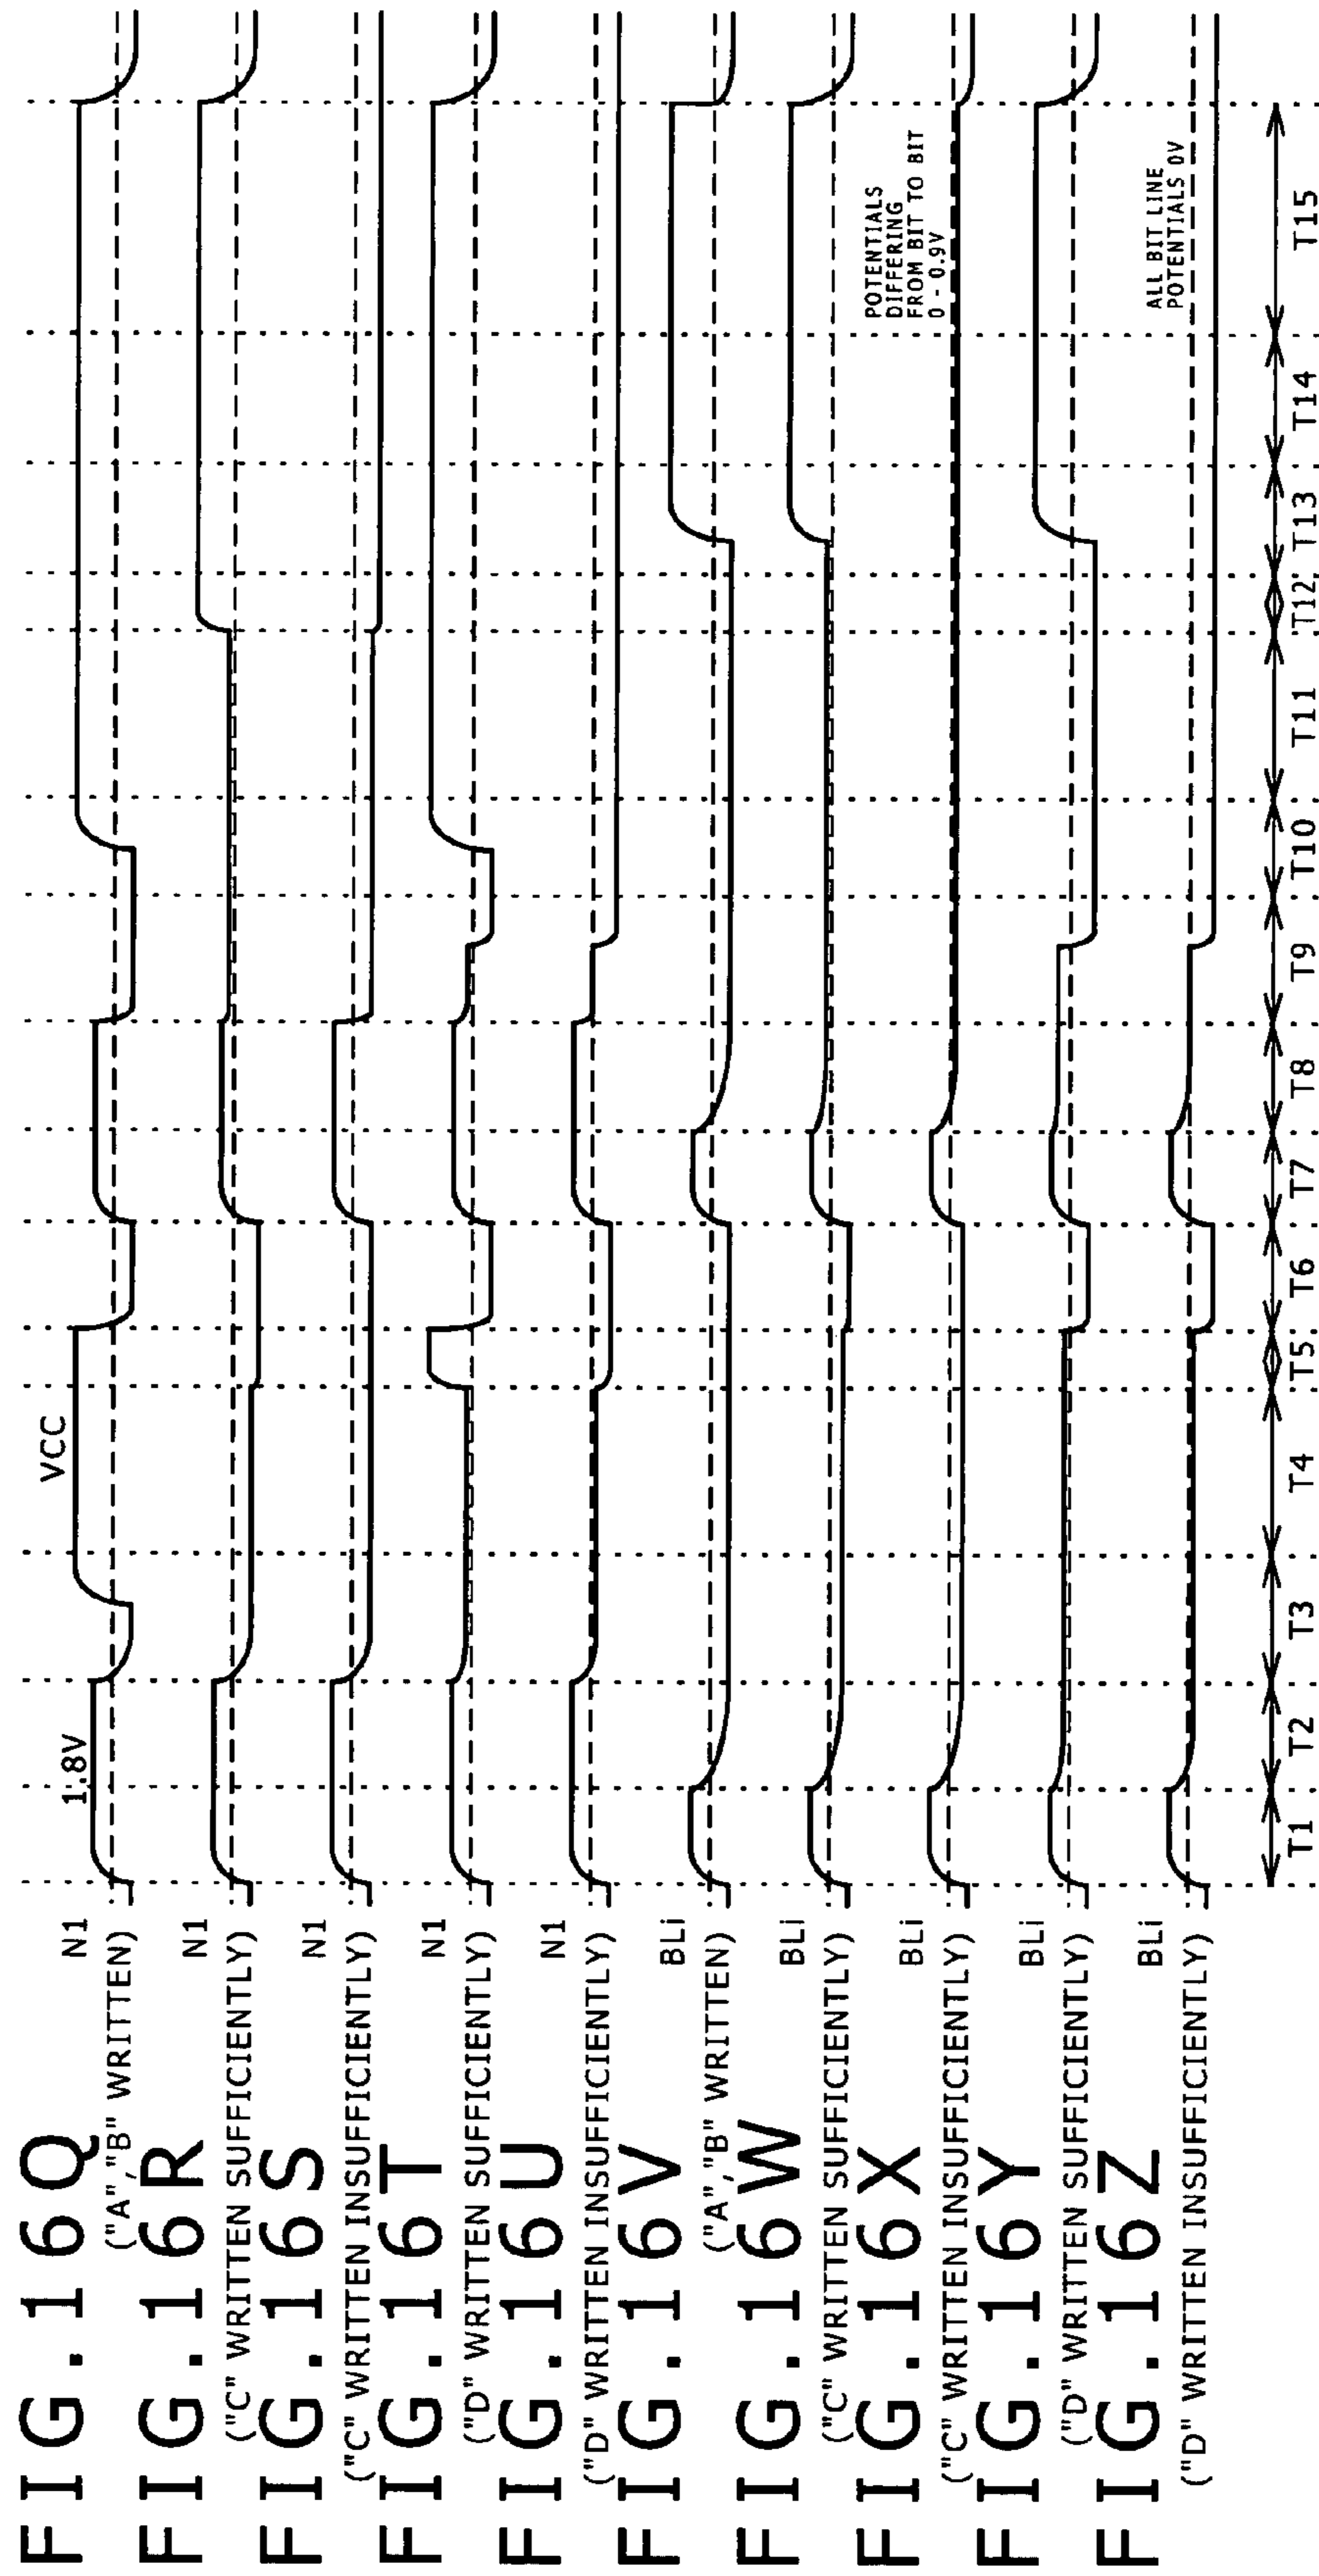 FIG.16Q
N1
("A","B" WRITTEN)
1.8V
VCC
FIG.16R
N1
("C" WRITTEN SUFFICIENTLY)
FIG.16S
N1
("C" WRITTEN INSUFFICIENTLY)
FIG.16T
N1
("D" WRITTEN SUFFICIENTLY)
FIG.16U
N1
("D" WRITTEN INSUFFICIENTLY)
FIG.16V
BLi
("A","B" WRITTEN)
FIG.16W
BLi
("C" WRITTEN SUFFICIENTLY)
FIG.16X
BLi
("C" WRITTEN INSUFFICIENTLY)
POTENTIALS
DIFFERING
FROM BIT TO BIT
0 - 0.9V
FIG.16Y
BLi
("D" WRITTEN SUFFICIENTLY)
FIG.16Z
BLi
("D" WRITTEN INSUFFICIENTLY)
ALL BIT LINE
POTENTIALS 0V
T1 T2 T3 T4 T5 T6 T7 T8 T9 T10 T11 T12 T13 T14 T15